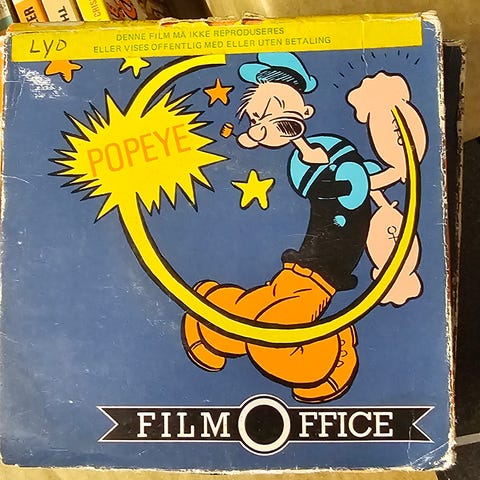 LYD
DENNE FILM MÅ IKKE REPRODUSERES
ELLER VISES OFFENTLIG MED ELLER UTEN BETALING
POPEYE
FILM OFFICE